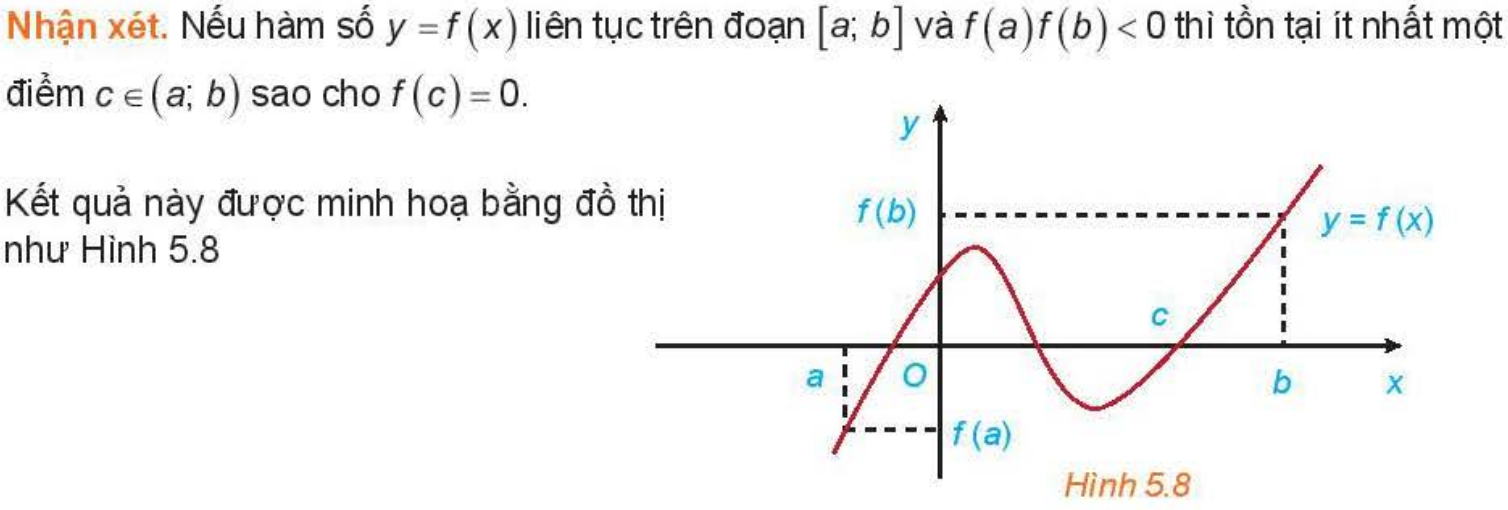 Nhận xét. Nếu hàm số y = f(x) liên tục trên đoạn [a; b] và f(a)f(b) < 0 thì tồn tại ít nhất một
điểm c ∈ (a; b) sao cho f(c) = 0.
Kết quả này được minh hoạ bằng đồ thị
như Hình 5.8
y
f(b)
y = f(x)
c
a
O
b
x
f(a)
Hình 5.8